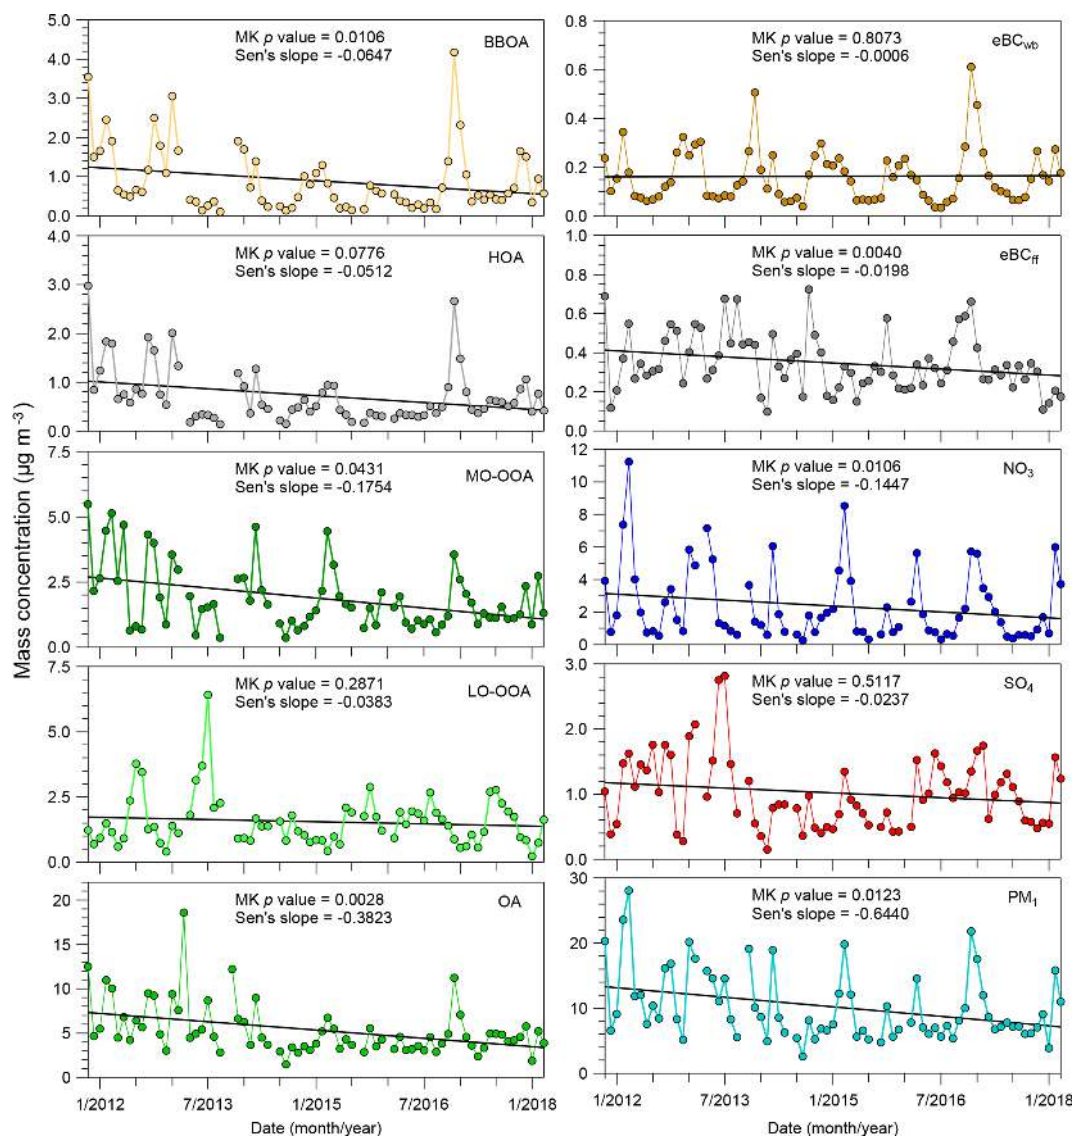 Mass concentration (µg m⁻³)
5.0
4.0
3.0
2.0
1.0
0.0
MK p value = 0.0106
Sen's slope = -0.0647
BBOA
0.8
0.6
0.4
0.2
0.0
MK p value = 0.8073
Sen's slope = -0.0006
eBCwb
4.0
3.0
2.0
1.0
0.0
MK p value = 0.0776
Sen's slope = -0.0512
HOA
1.0
0.8
0.6
0.4
0.2
0.0
MK p value = 0.0040
Sen's slope = -0.0198
eBCff
7.5
5.0
2.5
0.0
MK p value = 0.0431
Sen's slope = -0.1754
MO-OOA
12
10
8
6
4
2
0
MK p value = 0.0106
Sen's slope = -0.1447
NO3
7.5
5.0
2.5
0.0
MK p value = 0.2871
Sen's slope = -0.0383
LO-OOA
3.0
2.0
1.0
0.0
MK p value = 0.5117
Sen's slope = -0.0237
SO4
20
15
10
5
0
MK p value = 0.0028
Sen's slope = -0.3823
OA
30
20
10
0
MK p value = 0.0123
Sen's slope = -0.6440
PM1
1/2012 7/2013 1/2015 7/2016 1/2018
Date (month/year)
1/2012 7/2013 1/2015 7/2016 1/2018
Date (month/year)